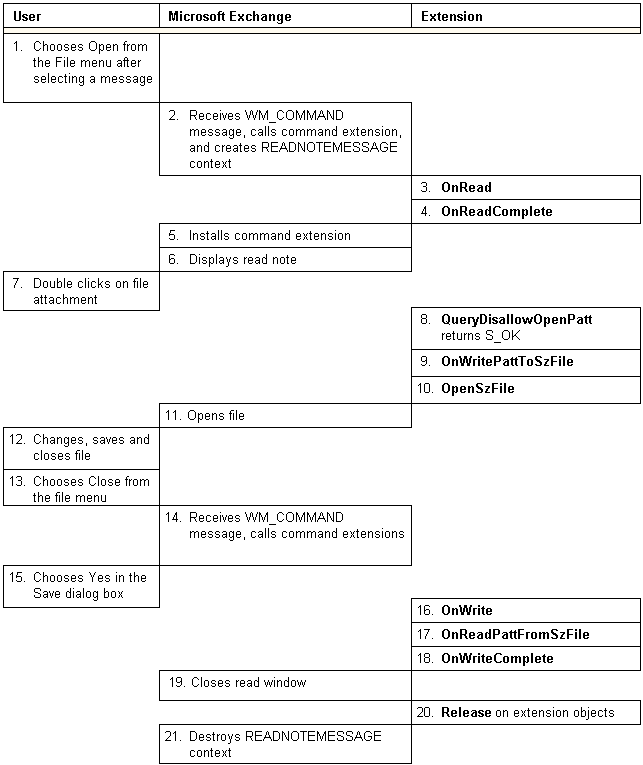 User Microsoft Exchange Extension
1. Chooses Open from
the File menu after
selecting a message
2. Receives WM_COMMAND
message, calls command extension,
and creates READNOTEMESSAGE
context
3. OnRead
4. OnReadComplete
5. Installs command extension
6. Displays read note
7. Double clicks on file
attachment
8. QueryDisallowOpenPatt
returns S_OK
9. OnWritePattToSzFile
10. OpenSzFile
11. Opens file
12. Changes, saves and
closes file
13. Chooses Close from
the file menu
14. Receives WM_COMMAND
message, calls command extensions
15. Chooses Yes in the
Save dialog box
16. OnWrite
17. OnReadPattFromSzFile
18. OnWriteComplete
19. Closes read window
20. Release on extension objects
21. Destroys READNOTEMESSAGE
context